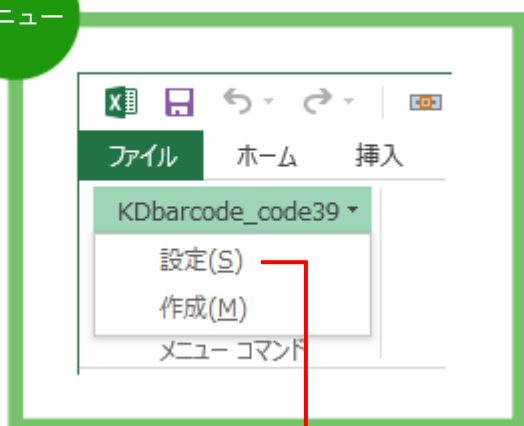 ニュー
ファイル ホーム 挿入
KDbarcode_code39
設定(S)
作成(M)
メニュー コマンド